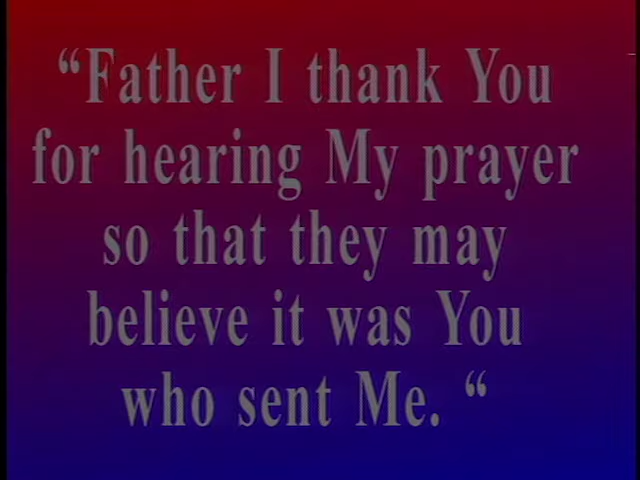 “Father I thank You
for hearing My prayer
so that they may
believe it was You
who sent Me. “